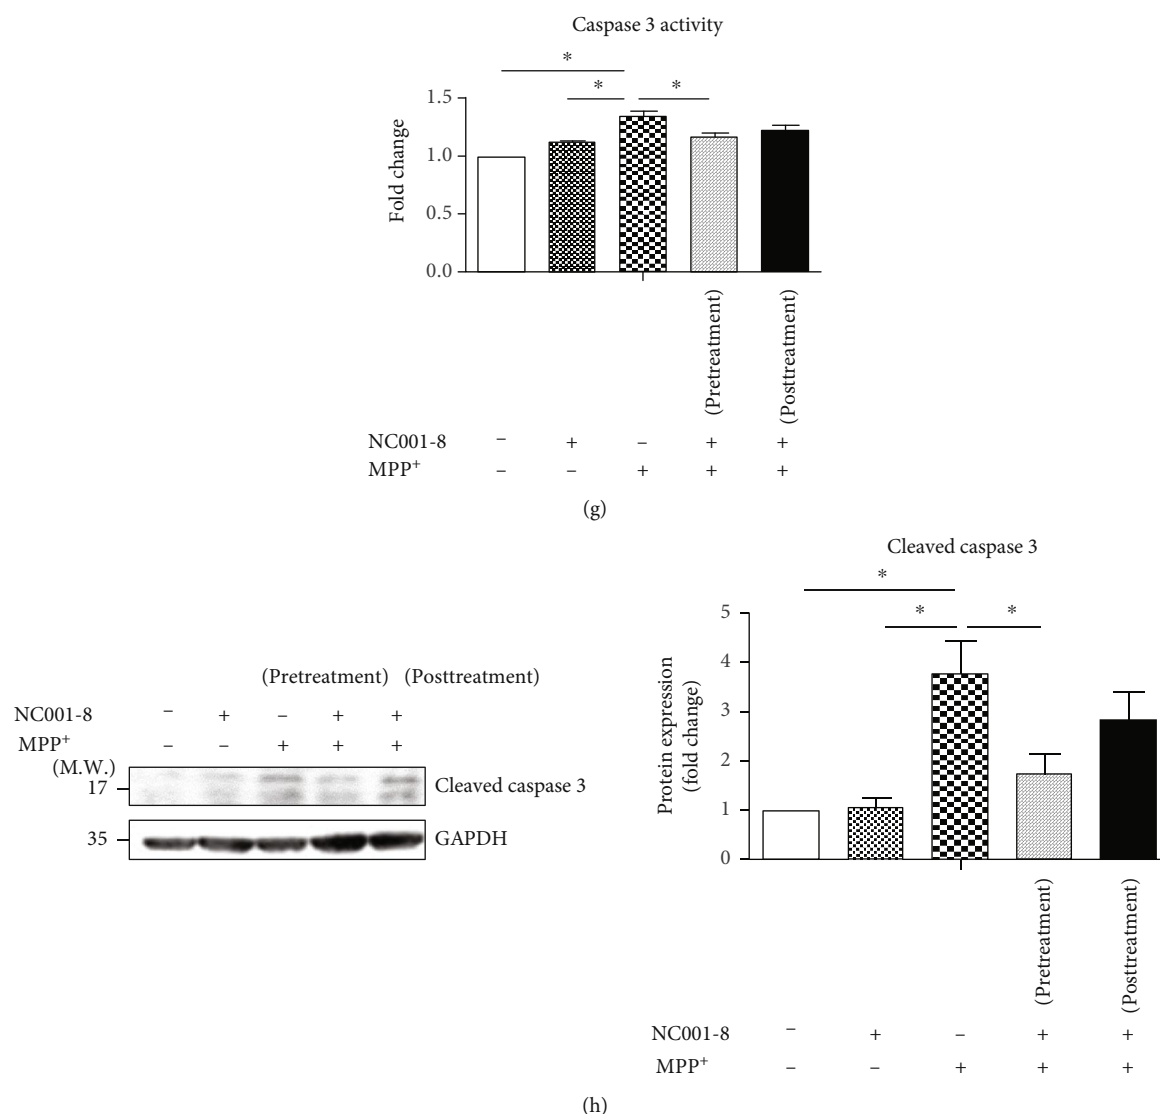 Caspase 3 activity
* 
* *
Fold change
1.5
1.0
0.5
0.0
(Pretreatment)
(Posttreatment)
NC001-8 – + – + +
MPP+ – – + + +
(g)
(Pretreatment) (Posttreatment)
NC001-8 – + – + +
MPP+ – – + + +
(M.W.)
17 Cleaved caspase 3
35 GAPDH
Cleaved caspase 3
*
* *
Protein expression
(fold change)
5
4
3
2
1
0
(Pretreatment)
(Posttreatment)
NC001-8 – + – + +
MPP+ – – + + +
(h)